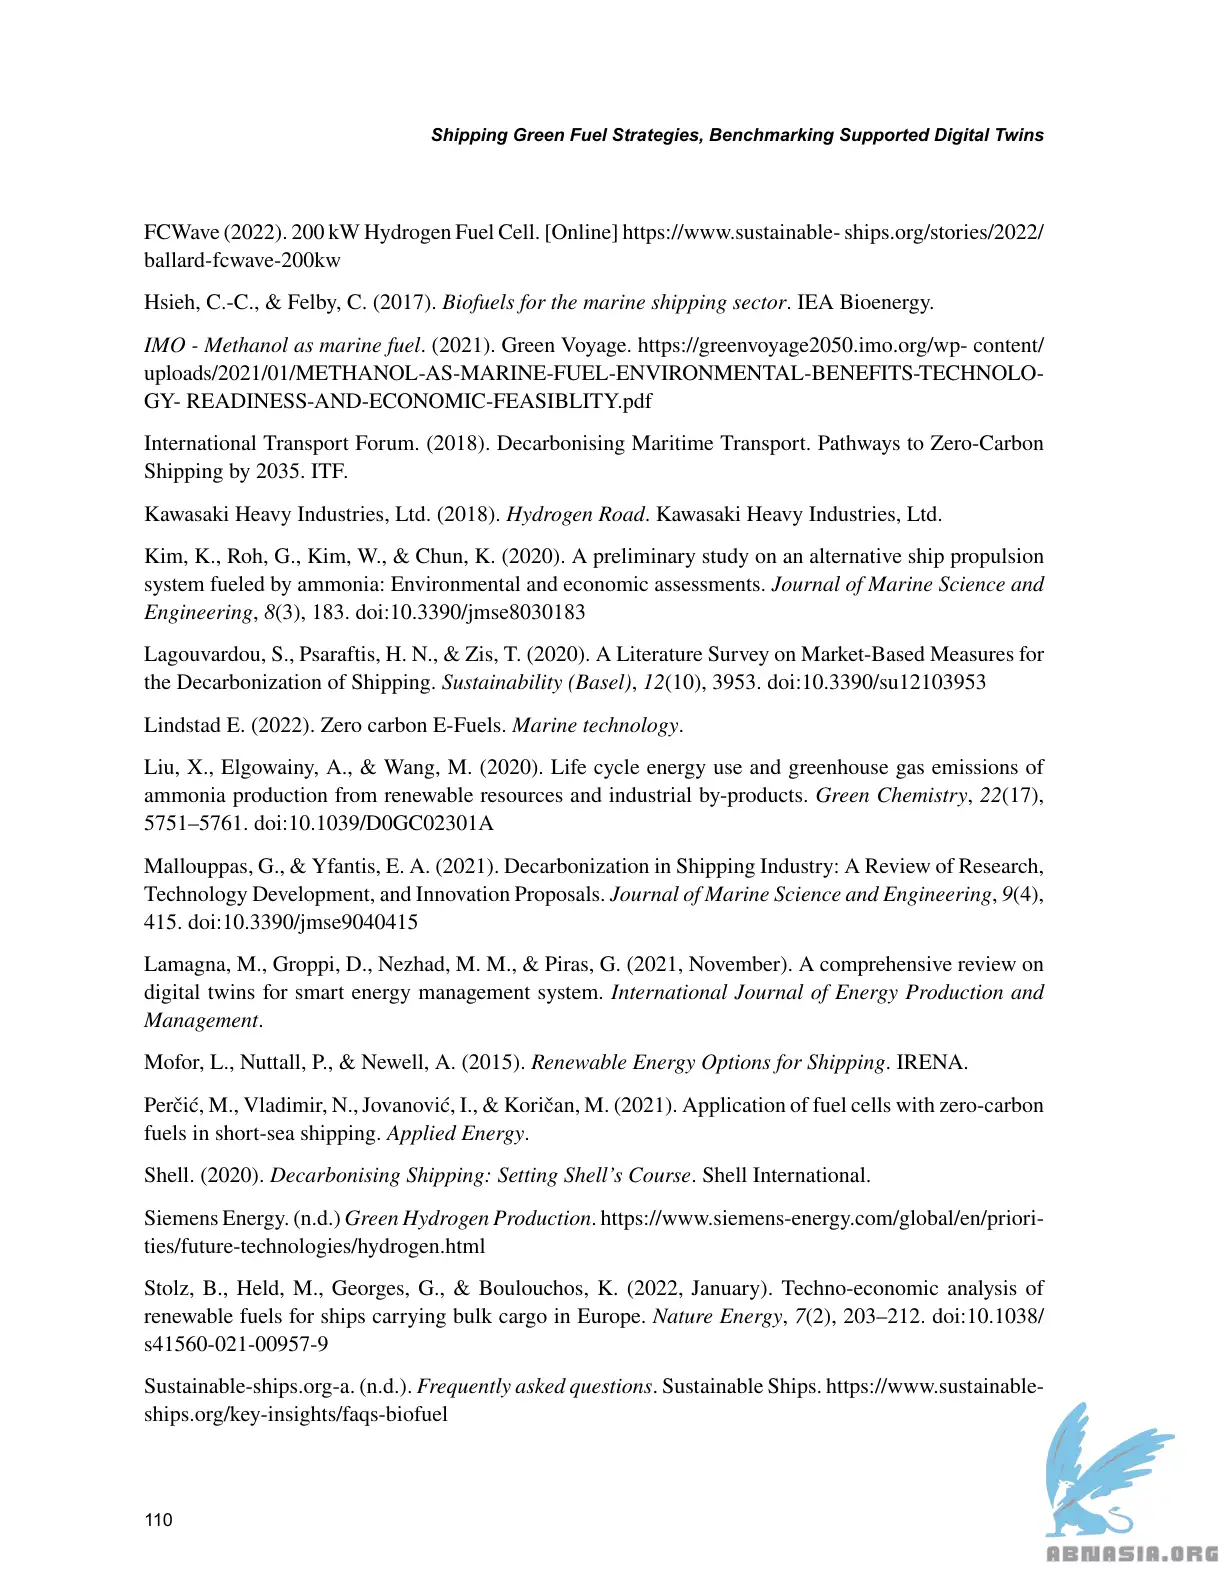 Shipping Green Fuel Strategies, Benchmarking Supported Digital Twins
FCWave (2022). 200 kW Hydrogen Fuel Cell. [Online] https://www.sustainable- ships.org/stories/2022/
ballard-fcwave-200kw
Hsieh, C.-C., & Felby, C. (2017). Biofuels for the marine shipping sector. IEA Bioenergy.
IMO - Methanol as marine fuel. (2021). Green Voyage. https://greenvoyage2050.imo.org/wp- content/
uploads/2021/01/METHANOL-AS-MARINE-FUEL-ENVIRONMENTAL-BENEFITS-TECHNOLO-
GY- READINESS-AND-ECONOMIC-FEASIBLITY.pdf
International Transport Forum. (2018). Decarbonising Maritime Transport. Pathways to Zero-Carbon
Shipping by 2035. ITF.
Kawasaki Heavy Industries, Ltd. (2018). Hydrogen Road. Kawasaki Heavy Industries, Ltd.
Kim, K., Roh, G., Kim, W., & Chun, K. (2020). A preliminary study on an alternative ship propulsion
system fueled by ammonia: Environmental and economic assessments. Journal of Marine Science and
Engineering, 8(3), 183. doi:10.3390/jmse8030183
Lagouvardou, S., Psaraftis, H. N., & Zis, T. (2020). A Literature Survey on Market-Based Measures for
the Decarbonization of Shipping. Sustainability (Basel), 12(10), 3953. doi:10.3390/su12103953
Lindstad E. (2022). Zero carbon E-Fuels. Marine technology.
Liu, X., Elgowainy, A., & Wang, M. (2020). Life cycle energy use and greenhouse gas emissions of
ammonia production from renewable resources and industrial by-products. Green Chemistry, 22(17),
5751–5761. doi:10.1039/D0GC02301A
Mallouppas, G., & Yfantis, E. A. (2021). Decarbonization in Shipping Industry: A Review of Research,
Technology Development, and Innovation Proposals. Journal of Marine Science and Engineering, 9(4),
415. doi:10.3390/jmse9040415
Lamagna, M., Groppi, D., Nezhad, M. M., & Piras, G. (2021, November). A comprehensive review on
digital twins for smart energy management system. International Journal of Energy Production and
Management.
Mofor, L., Nuttall, P., & Newell, A. (2015). Renewable Energy Options for Shipping. IRENA.
Perčić, M., Vladimir, N., Jovanović, I., & Koričan, M. (2021). Application of fuel cells with zero-carbon
fuels in short-sea shipping. Applied Energy.
Shell. (2020). Decarbonising Shipping: Setting Shell’s Course. Shell International.
Siemens Energy. (n.d.) Green Hydrogen Production. https://www.siemens-energy.com/global/en/priori-
ties/future-technologies/hydrogen.html
Stolz, B., Held, M., Georges, G., & Boulouchos, K. (2022, January). Techno-economic analysis of
renewable fuels for ships carrying bulk cargo in Europe. Nature Energy, 7(2), 203–212. doi:10.1038/
s41560-021-00957-9
Sustainable-ships.org-a. (n.d.). Frequently asked questions. Sustainable Ships. https://www.sustainable-
ships.org/key-insights/faqs-biofuel
110
ABNASIA.ORG